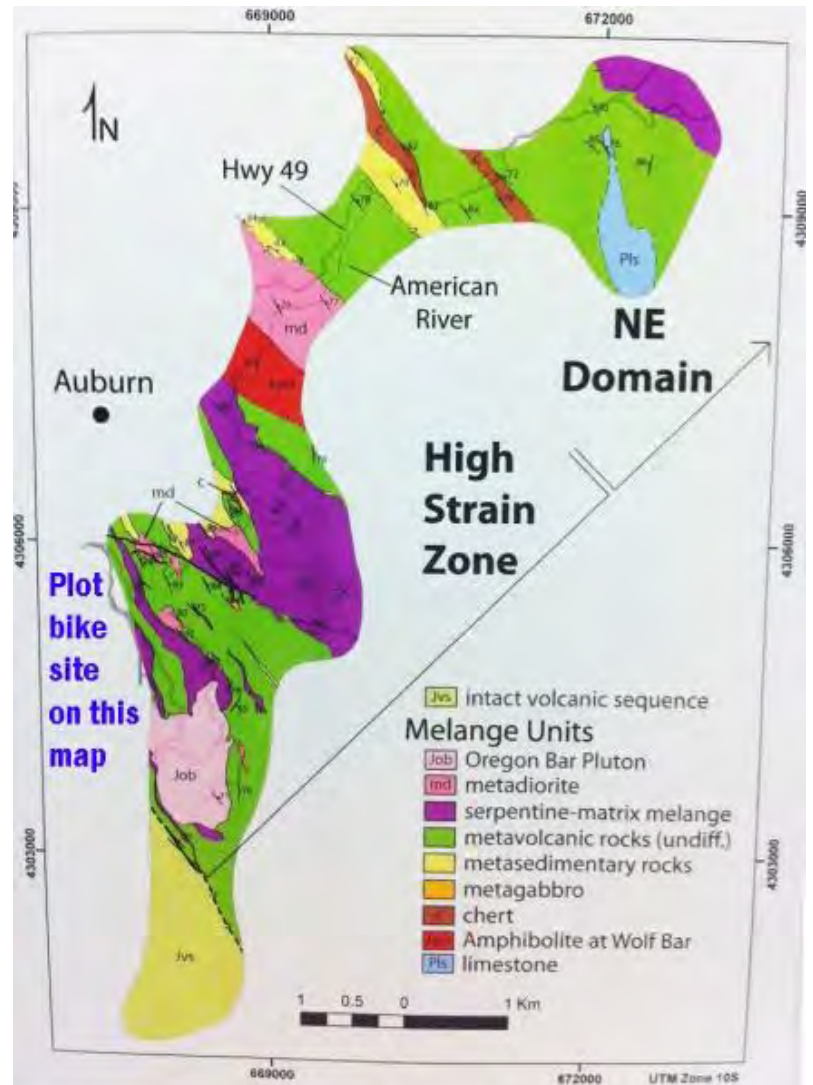 669000
672000
N
Hwy 49
4309000
American
River
Pls
md
NE
Domain
Auburn
High
Strain
Zone
c
md
4306000
4306000
Plot
bike
site
on this
map
Jvs intact volcanic sequence
Melange Units
Job Oregon Bar Pluton
md metadiorite
serpentine-matrix melange
metavolcanic rocks (undiff.)
metasedimentary rocks
metagabbro
chert
Amphibolite at Wolf Bar
Pls limestone
Job
4303000
4303000
Jvs
1 0.5 0 1 Km
669000
672000
UTM Zone 10S